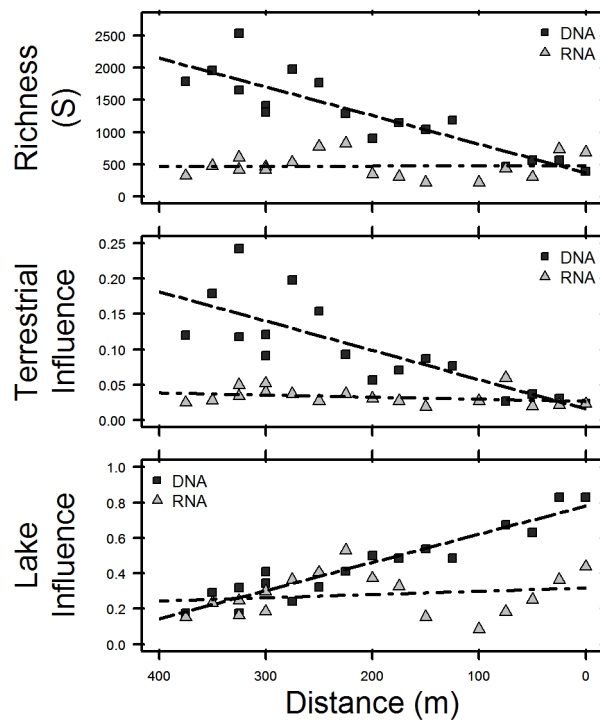 Richness
(S)
2500
2000
1500
1000
500
0
DNA
RNA
Terrestrial
Influence
0.25
0.20
0.15
0.10
0.05
0.00
DNA
RNA
Lake
Influence
1.0
0.8
0.6
0.4
0.2
0.0
DNA
RNA
400 300 200 100 0
Distance (m)